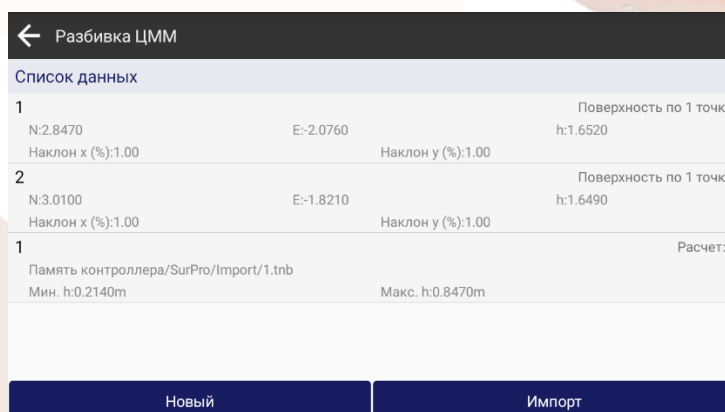 Разбивка ЦММ
Список данных
1 Поверхность по 1 точк
N:2.8470 E:-2.0760 h:1.6520
Наклон x (%):1.00 Наклон y (%):1.00
2 Поверхность по 1 точк
N:3.0100 E:-1.8210 h:1.6490
Наклон x (%):1.00 Наклон y (%):1.00
1 Расчет:
Память контроллера/SurPro/Import/1.tnb
Мин. h:0.2140m Макс. h:0.8470m
Новый Импорт